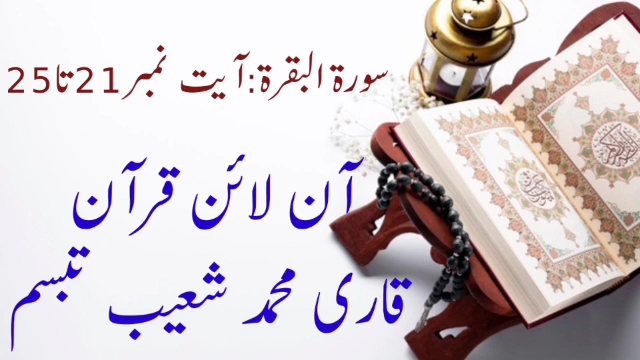 سورۃ البقرۃ:آیت نمبر21تا25
آن لائن قرآن
قاری محمد شعیب تبسم